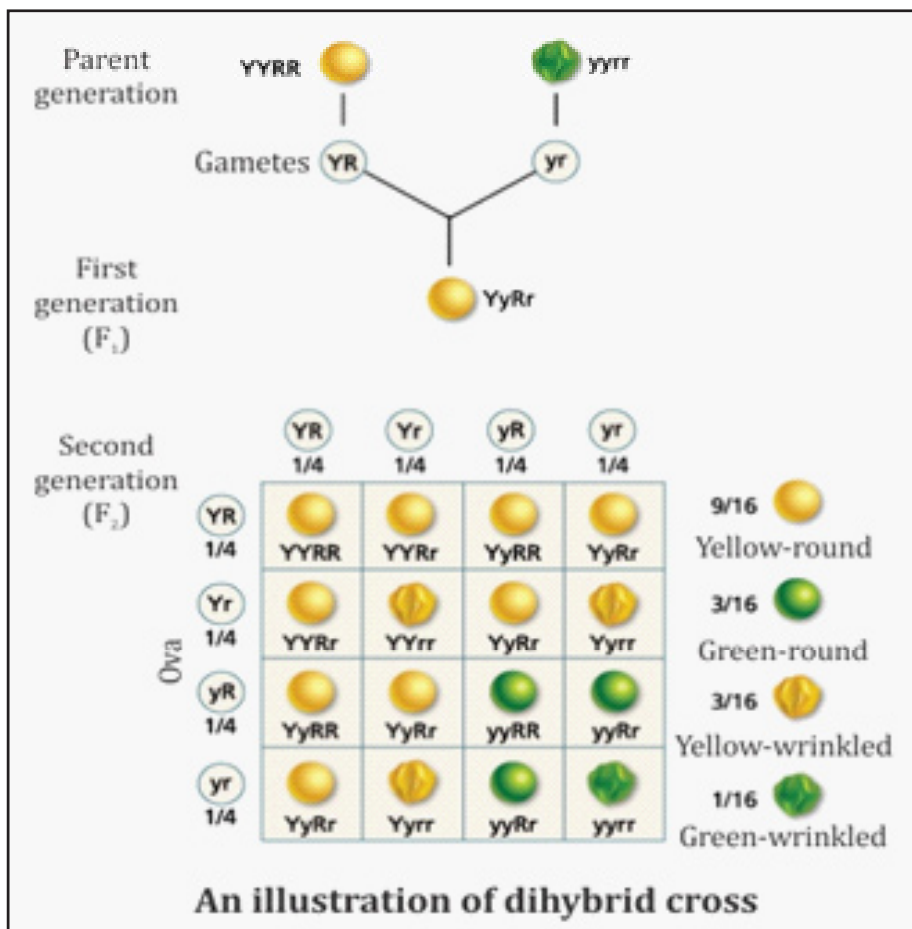 Parent
generation
YYRR
yyrr
Gametes
YR
yr
First
generation
(F₁)
YyRr
Second
generation
(F₂)
YR Yr yR yr
1/4 1/4 1/4 1/4
Ova
YR
1/4
YYRR YYRr YyRR YyRr
Yr
1/4
YYRr YYrr YyRr Yyrr
yR
1/4
YyRR YyRr yyRR yyRr
yr
1/4
YyRr Yyrr yyRr yyrr
9/16
Yellow-round
3/16
Green-round
3/16
Yellow-wrinkled
1/16
Green-wrinkled
An illustration of dihybrid cross